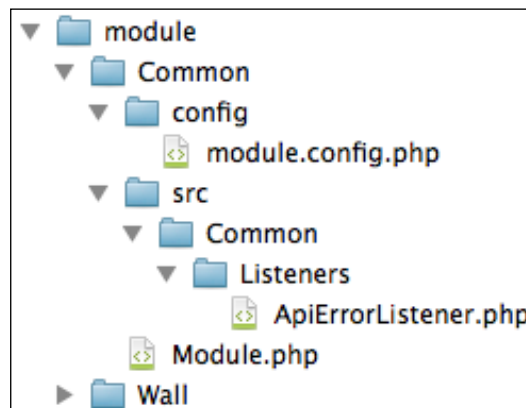 module
Common
config
module.config.php
src
Common
Listeners
ApiErrorListener.php
Module.php
Wall